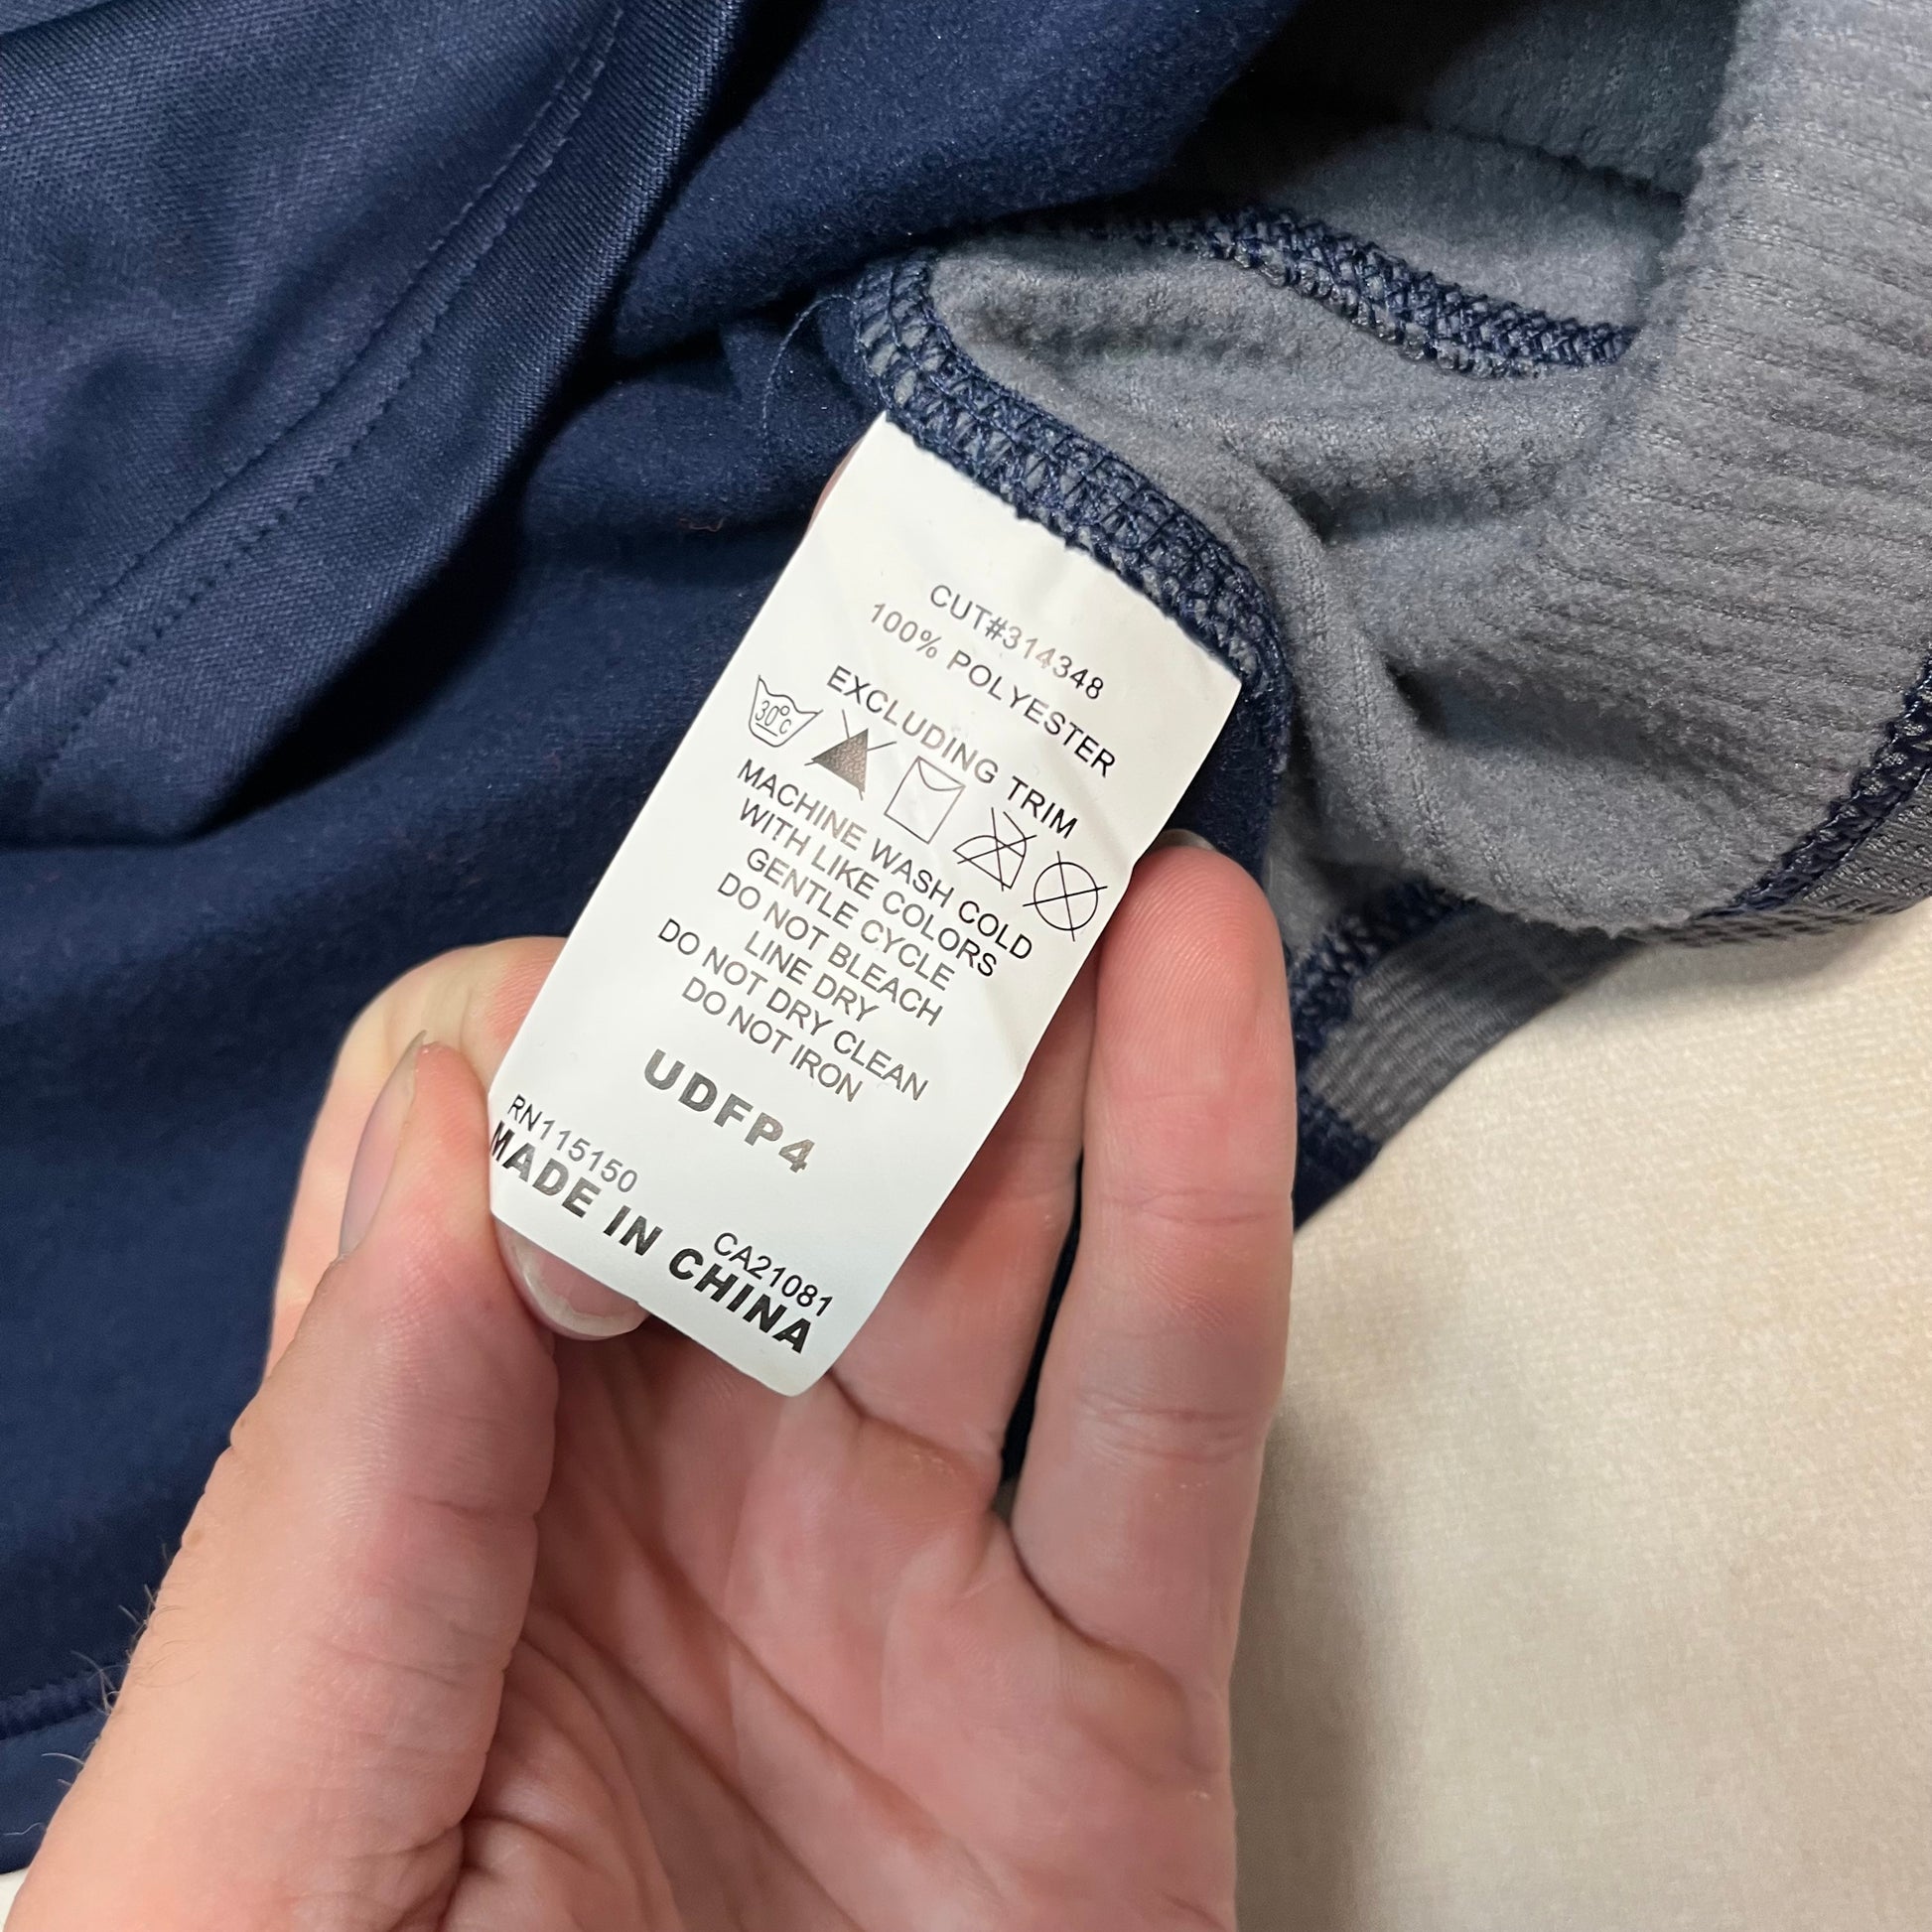 CUT#314348
100% POLYESTER
EXCLUDING TRIM
30°C
MACHINE WASH COLD
WITH LIKE COLORS
GENTLE CYCLE
DO NOT BLEACH
LINE DRY
DO NOT DRY CLEAN
DO NOT IRON
UDFP4
RN115150 CA21081
MADE IN CHINA